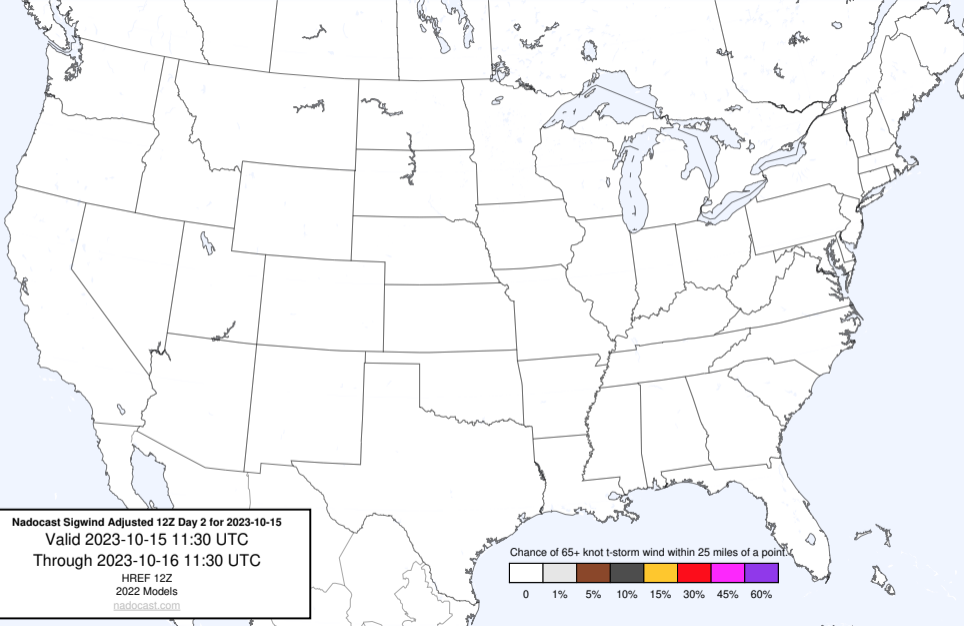 Nadocast Sigwind Adjusted 12Z Day 2 for 2023-10-15
Valid 2023-10-15 11:30 UTC
Through 2023-10-16 11:30 UTC
HREF 12Z
2022 Models
nadocast.com
Chance of 65+ knot t-storm wind within 25 miles of a point.
0 1% 5% 10% 15% 30% 45% 60%